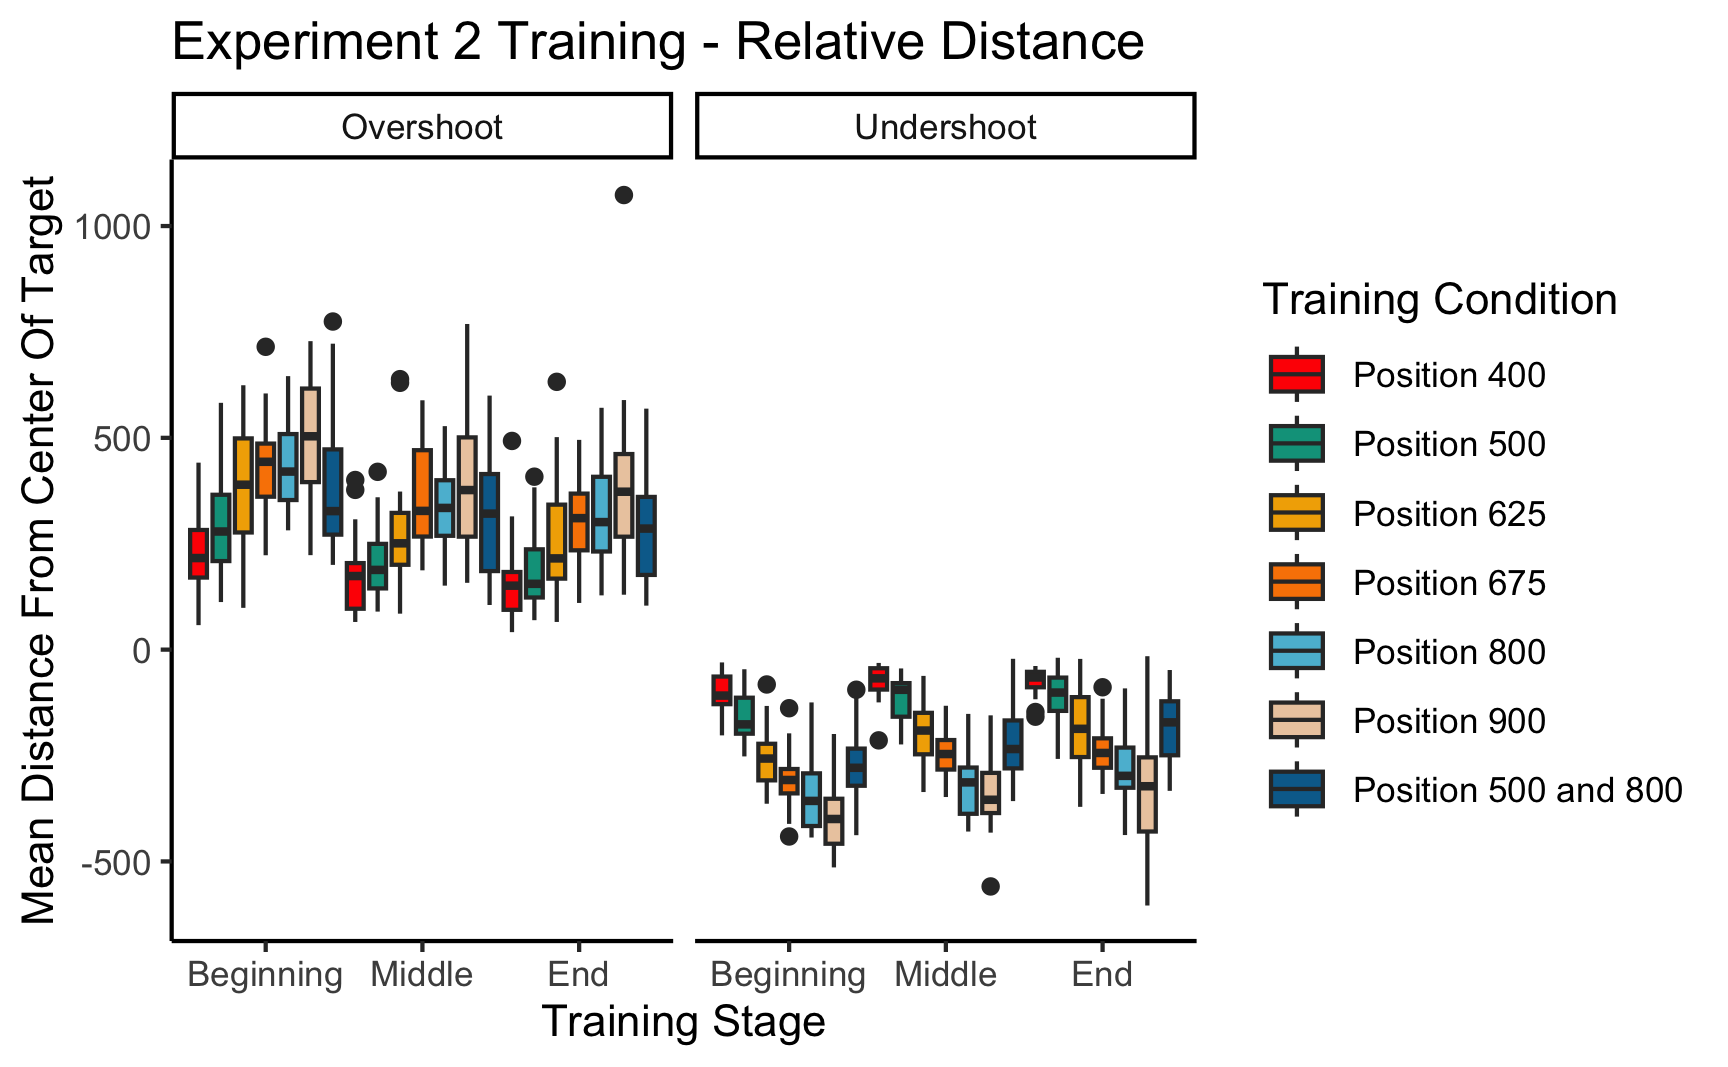 Experiment 2 Training - Relative Distance
Overshoot
Undershoot
Mean Distance From Center Of Target
1000
500
0
-500
Beginning
Middle
End
Beginning
Middle
End
Training Stage
Training Condition
Position 400
Position 500
Position 625
Position 675
Position 800
Position 900
Position 500 and 800